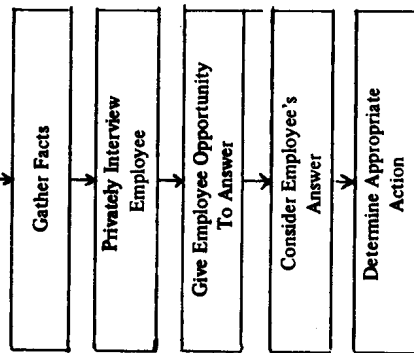 Gather Facts
Privately Interview
Employee
Give Employee Opportunity
To Answer
Consider Employee's
Answer
Determine Appropriate
Action